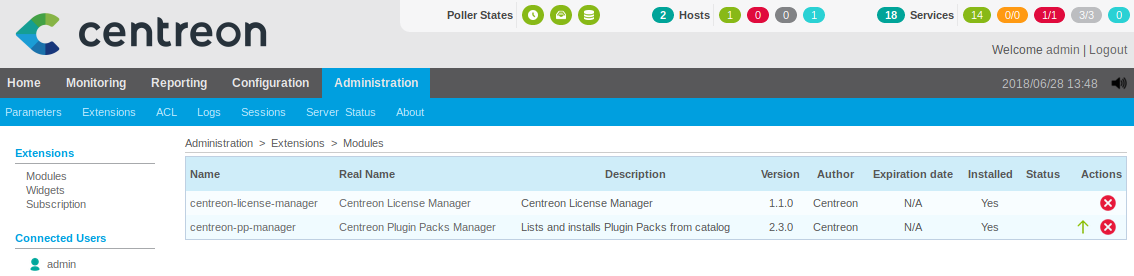 centreon
Poller States 2 Hosts 1 0 0 1 18 Services 14 0/0 1/1 3/3 0
Welcome admin | Logout
Home Monitoring Reporting Configuration Administration 2018/06/28 13:48
Parameters Extensions ACL Logs Sessions Server Status About
Extensions
Modules
Widgets
Subscription
Connected Users
admin
Administration > Extensions > Modules
Name Real Name Description Version Author Expiration date Installed Status Actions
centreon-license-manager Centreon License Manager Centreon License Manager 1.1.0 Centreon N/A Yes
centreon-pp-manager Centreon Plugin Packs Manager Lists and installs Plugin Packs from catalog 2.3.0 Centreon N/A Yes